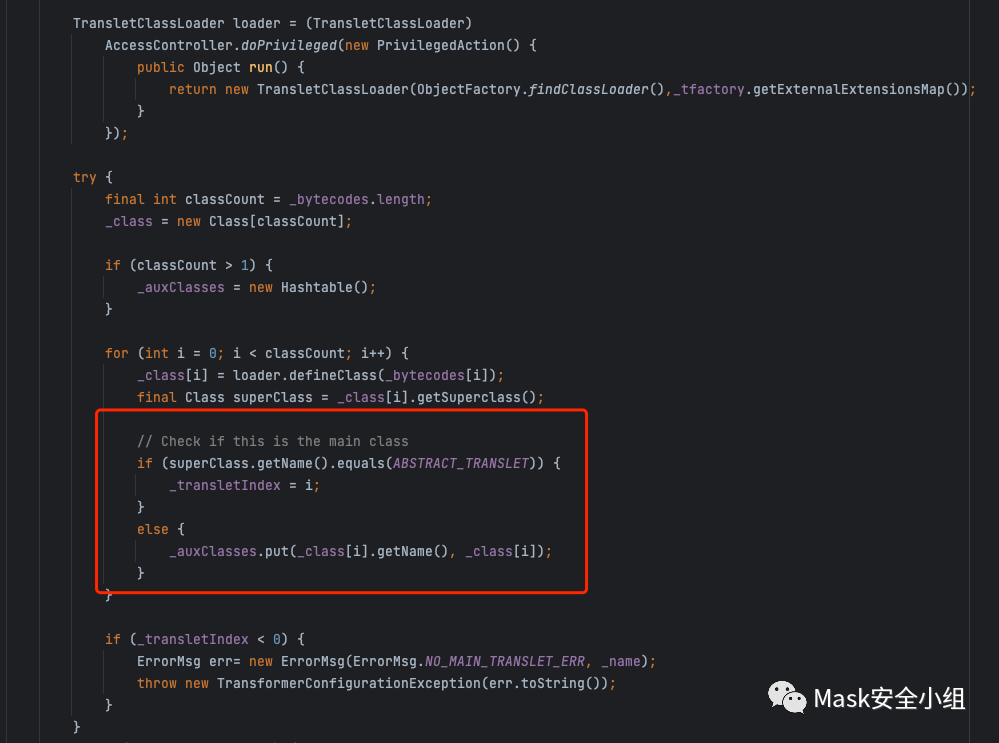 TransletClassLoader loader = (TransletClassLoader)
AccessController.doPrivileged(new PrivilegedAction() {
public Object run() {
return new TransletClassLoader(ObjectFactory.findClassLoader(),_tfactory.getExternalExtensionsMap());
}
});
try {
final int classCount = _bytecodes.length;
_class = new Class[classCount];
if (classCount > 1) {
_auxClasses = new Hashtable();
}
for (int i = 0; i < classCount; i++) {
_class[i] = loader.defineClass(_bytecodes[i]);
final Class superClass = _class[i].getSuperclass();
// Check if this is the main class
if (superClass.getName().equals(ABSTRACT_TRANSLET)) {
_transletIndex = i;
}
else {
_auxClasses.put(_class[i].getName(), _class[i]);
}
}
if (_transletIndex < 0) {
ErrorMsg err= new ErrorMsg(ErrorMsg.NO_MAIN_TRANSLET_ERR, _name);
throw new TransformerConfigurationException(err.toString());
}
}
Mask安全小组